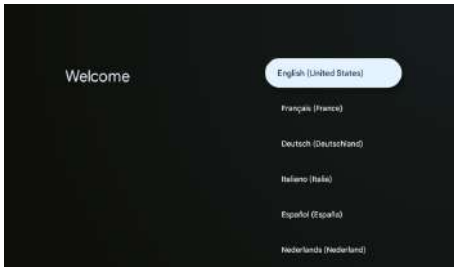 Welcome
English (United States)
Français (France)
Deutsch (Deutschland)
Italiano (Italia)
Español (España)
Nederlands (Nederland)